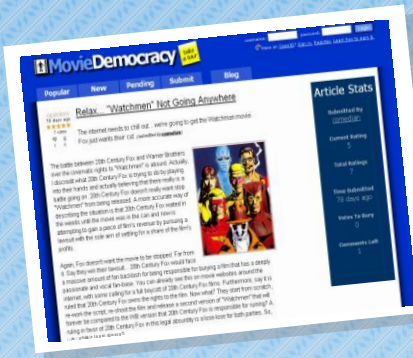 MovieDemocracy
Popular New Pending Submit Blog
Relax... "Watchmen" Not Going Anywhere
The internet needs to chill out... we're going to get the Watchmen movie.
Fox just wants their cut.
Article Stats
Submitted By
comedian
Current Rating
5
Total Ratings
7
Time Submitted
76 days ago
Votes To Bury
0
Comments Left
1
The battle between 20th Century Fox and Warner Brothers
over the cinematic rights to "Watchmen" is absurd. Actually,
I discredit what 20th Century Fox is trying to do by playing
into their hands and actually believing that there really is a
battle going on. 20th Century Fox doesn't really want stop
"Watchmen" from being released. A more accurate way of
describing the situation is that 20th Century Fox waited in
the weeds until the movie was in the can and now is
attempting to gain a piece of film's revenue by pursuing a
lawsuit with the sole aim of settling for a share of the film's
profits.
Again, Fox doesn't want the movie to be stopped. Far from
it. Say they win their lawsuit... 20th Century Fox would face
a massive amount of fan backlash for being responsible for burying a film that has a deeply
passionate and vocal fan-base. You can already see this on movie websites around the
internet, with some calling for a full boycott of 20th Century Fox films. Furthermore, say it is
ruled that 20th Century Fox owns the rights to the film. Now what? They start from scratch,
re-work the script, re-shoot the film and release a second version of "Watchmen" that will
forever be compared to the WB version that 20th Century Fox is responsible for ruining? A
ruling in favor of 20th Century Fox in this legal absurdity is a lose-lose for both parties. So,